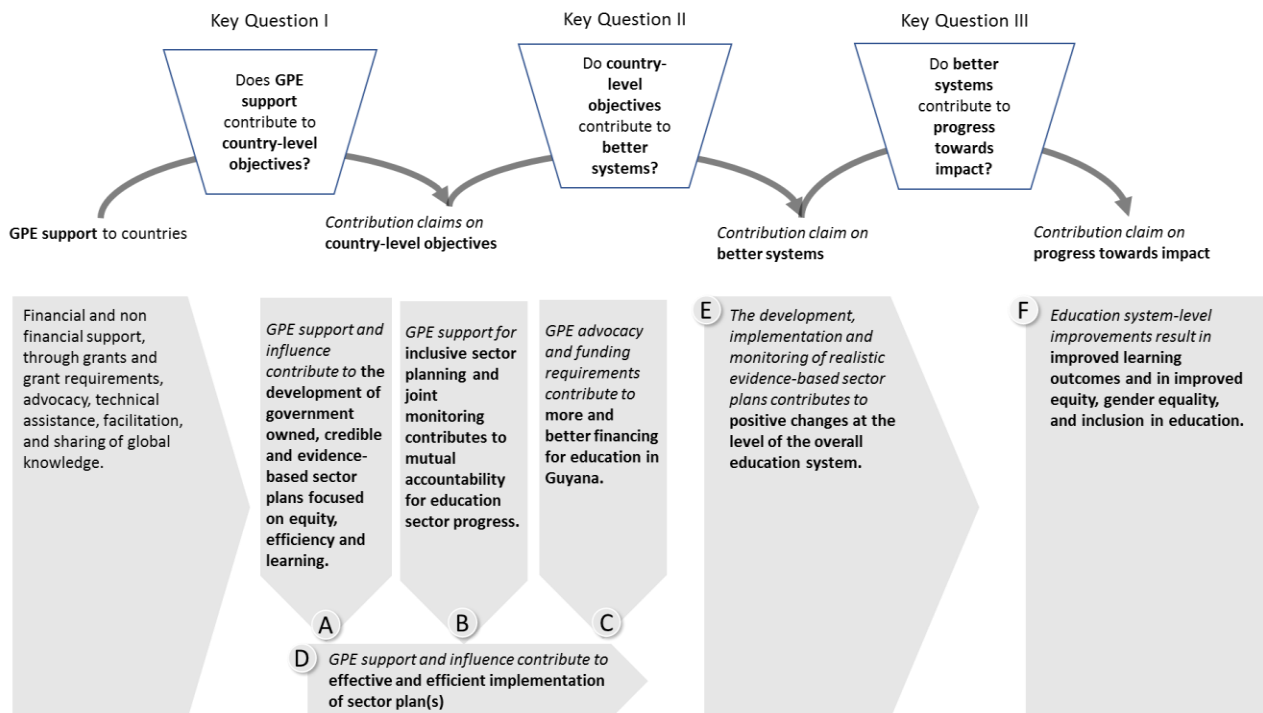 Key Question I
Key Question II
Key Question III
Does GPE
support
contribute to
country-level
objectives?
Do country-
level
objectives
contribute to
better
systems?
Do better
systems
contribute to
progress
towards
impact?
GPE support to countries
Contribution claims on
country-level objectives
Contribution claim on
better systems
Contribution claim on
progress towards impact
Financial and non
financial support,
through grants and
grant requirements,
advocacy, technical
assistance, facilitation,
and sharing of global
knowledge.
GPE support and
influence
contribute to the
development of
government
owned, credible
and evidence-
based sector
plans focused
on equity,
efficiency and
learning.
A
GPE support for
inclusive sector
planning and
joint
monitoring
contributes to
mutual
accountability
for education
sector progress.
B
GPE advocacy
and funding
requirements
contribute to
more and
better financing
for education in
Guyana.
C
D
GPE support and influence contribute to
effective and efficient implementation
of sector plan(s)
E
The development,
implementation and
monitoring of realistic
evidence-based sector
plans contributes to
positive changes at the
level of the overall
education system.
F
Education system-level
improvements result in
improved learning
outcomes and in improved
equity, gender equality,
and inclusion in education.